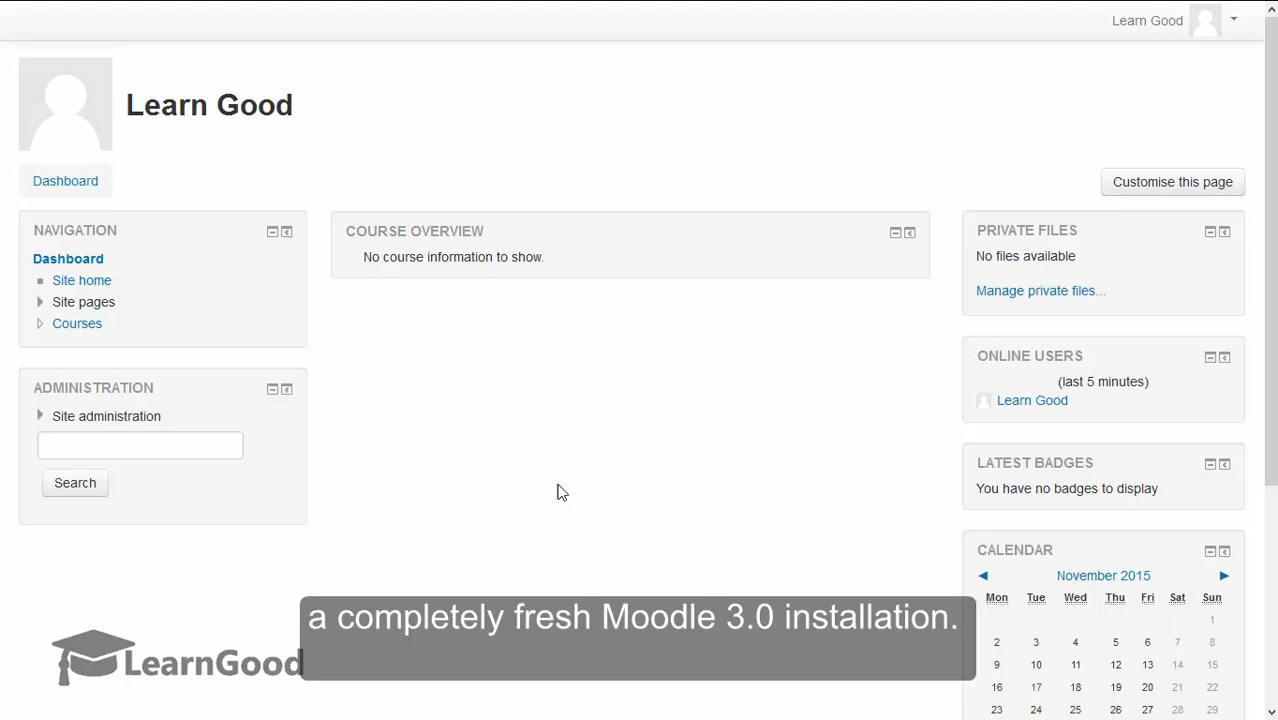 Learn Good
Learn Good
Dashboard
Customise this page
NAVIGATION
Dashboard
Site home
Site pages
Courses
ADMINISTRATION
Site administration
Search
COURSE OVERVIEW
No course information to show.
PRIVATE FILES
No files available
Manage private files...
ONLINE USERS
(last 5 minutes)
Learn Good
LATEST BADGES
You have no badges to display
CALENDAR
◀ November 2015 ▶
Mon Tue Wed Thu Fri Sat Sun
1
2 3 4 5 6 7 8
9 10 11 12 13 14 15
16 17 18 19 20 21 22
23 24 25 26 27 28 29
a completely fresh Moodle 3.0 installation.
LearnGood